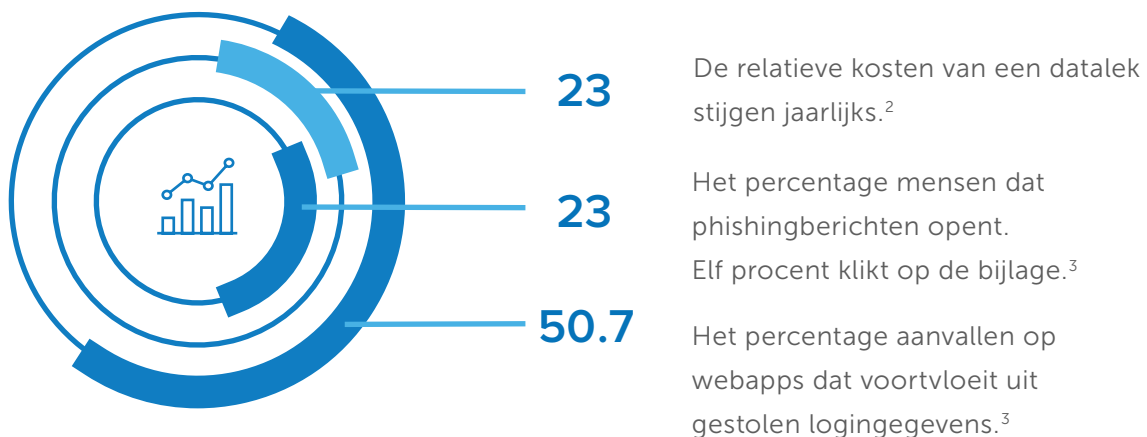 23
De relatieve kosten van een datalek
stijgen jaarlijks.²
23
Het percentage mensen dat
phishingberichten opent.
Elf procent klikt op de bijlage.³
50.7
Het percentage aanvallen op
webapps dat voortvloeit uit
gestolen logingegevens.³